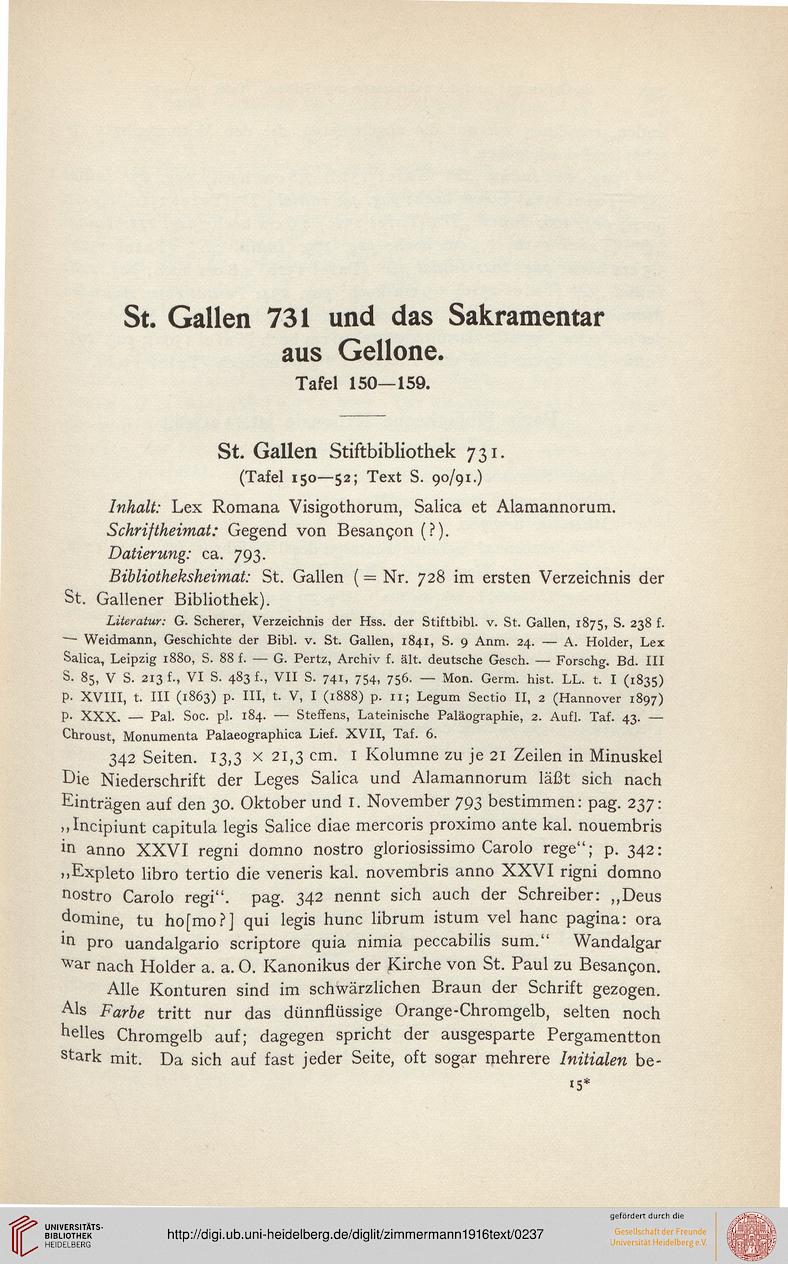 St. Gallen 731 und das Sakramentar
aus Gellone.
Tafel 150—159.
St. Gallen Stiftbibliothek 731.
(Tafel 150—52; Text S. 90/91.)
Inhalt: Lex Romana Visigothorum, Salica et Alamannorum.
Schriftheimat: Gegend von Besançon (?).
Datierung: ca. 793.
Bibliotheksheimat: St. Gallen (= Nr. 728 im ersten Verzeichnis der
St. Gallener Bibliothek).
Literatur: G. Scherer, Verzeichnis der Hss. der Stiftbibl. v. St. Gallen, 1875, S. 238 f.
— Weidmann, Geschichte der Bibl. v. St. Gallen, 1841, S. 9 Anm. 24. — A. Holder, Lex
Salica, Leipzig 1880, S. 88 f. — G. Pertz, Archiv f. ält. deutsche Gesch. — Forschg. Bd. III
S. 85, V S. 213 f., VI S. 483 f., VII S. 741, 754, 756. — Mon. Germ. hist. LL. t. I (1835)
p. XVIII, t. III (1863) p. III, t. V, I (1888) p. 11; Legum Sectio II, 2 (Hannover 1897)
p. XXX. — Pal. Soc. pl. 184. — Steffens, Lateinische Paläographie, 2. Aufl. Taf. 43. —
Chroust, Monumenta Palaeographica Lief. XVII, Taf. 6.
342 Seiten. 13,3 × 21,3 cm. 1 Kolumne zu je 21 Zeilen in Minuskel
Die Niederschrift der Leges Salica und Alamannorum läßt sich nach
Einträgen auf den 30. Oktober und 1. November 793 bestimmen: pag. 237:
„Incipiunt capitula legis Salice diae mercoris proximo ante kal. nouembris
in anno XXVI regni domno nostro gloriosissimo Carolo rege“; p. 342:
„Expleto libro tertio die veneris kal. novembris anno XXVI rigni domno
nostro Carolo regi“. pag. 342 nennt sich auch der Schreiber: „Deus
domine, tu ho[mo?] qui legis hunc librum istum vel hanc pagina: ora
in pro uandalgario scriptore quia nimia peccabilis sum.“ Wandalgar
war nach Holder a. a. O. Kanonikus der Kirche von St. Paul zu Besançon.
Alle Konturen sind im schwärzlichen Braun der Schrift gezogen.
Als Farbe tritt nur das dünnflüssige Orange-Chromgelb, selten noch
helles Chromgelb auf; dagegen spricht der ausgesparte Pergamentton
stark mit. Da sich auf fast jeder Seite, oft sogar mehrere Initialen be-
15*
UNIVERSITÄTS-
BIBLIOTHEK
HEIDELBERG
http://digi.ub.uni-heidelberg.de/diglit/zimmermann1916text/0237
gefördert durch die
Gesellschaft der Freunde
Universität Heidelberg e.V.